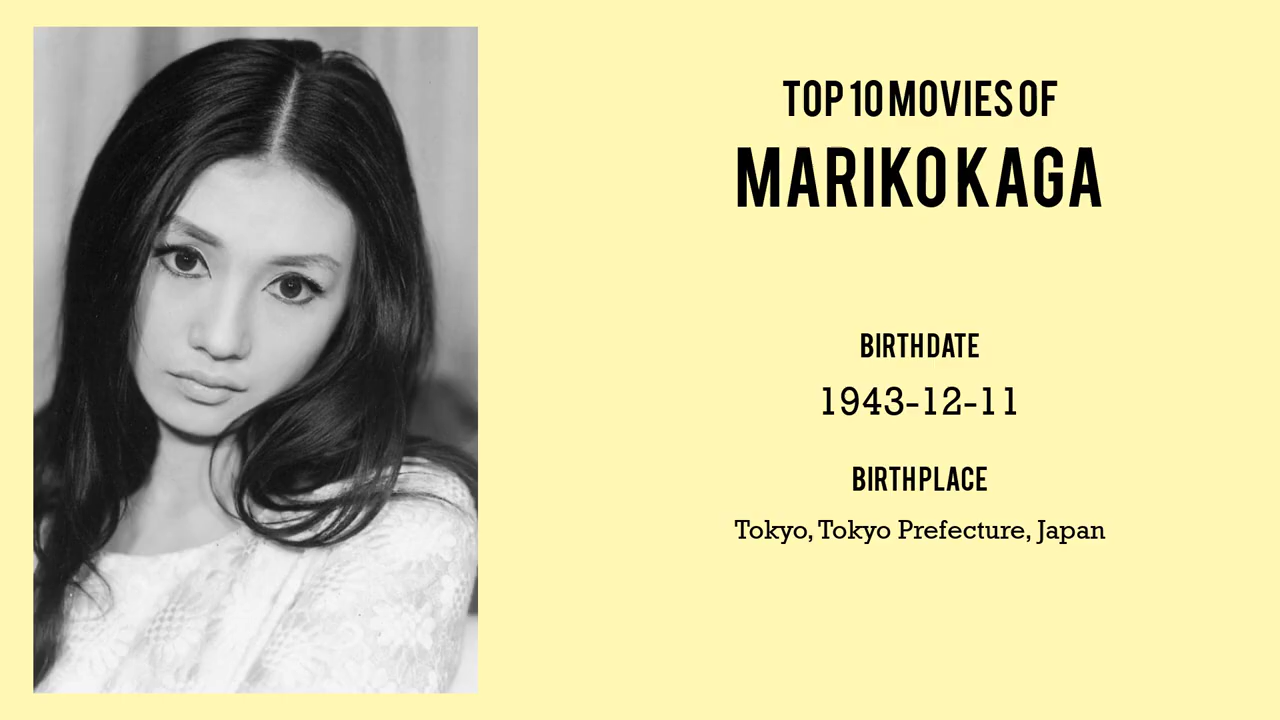 TOP 10 MOVIES OF
MARIKO KAGA
BIRTHDATE
1943-12-11
BIRTHPLACE
Tokyo, Tokyo Prefecture, Japan